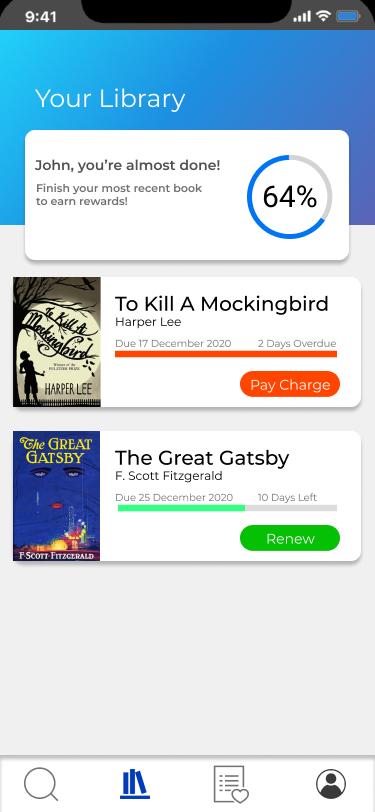 9:41
Your Library
John, you’re almost done!
Finish your most recent book
to earn rewards!
64%
To Kill A
Mockingbird
Winner of the
PULITZER PRIZE
HARPER LEE
To Kill A Mockingbird
Harper Lee
Due 17 December 2020 2 Days Overdue
Pay Charge
The GREAT
GATSBY
F·SCOTT·FITZGERALD
The Great Gatsby
F. Scott Fitzgerald
Due 25 December 2020 10 Days Left
Renew